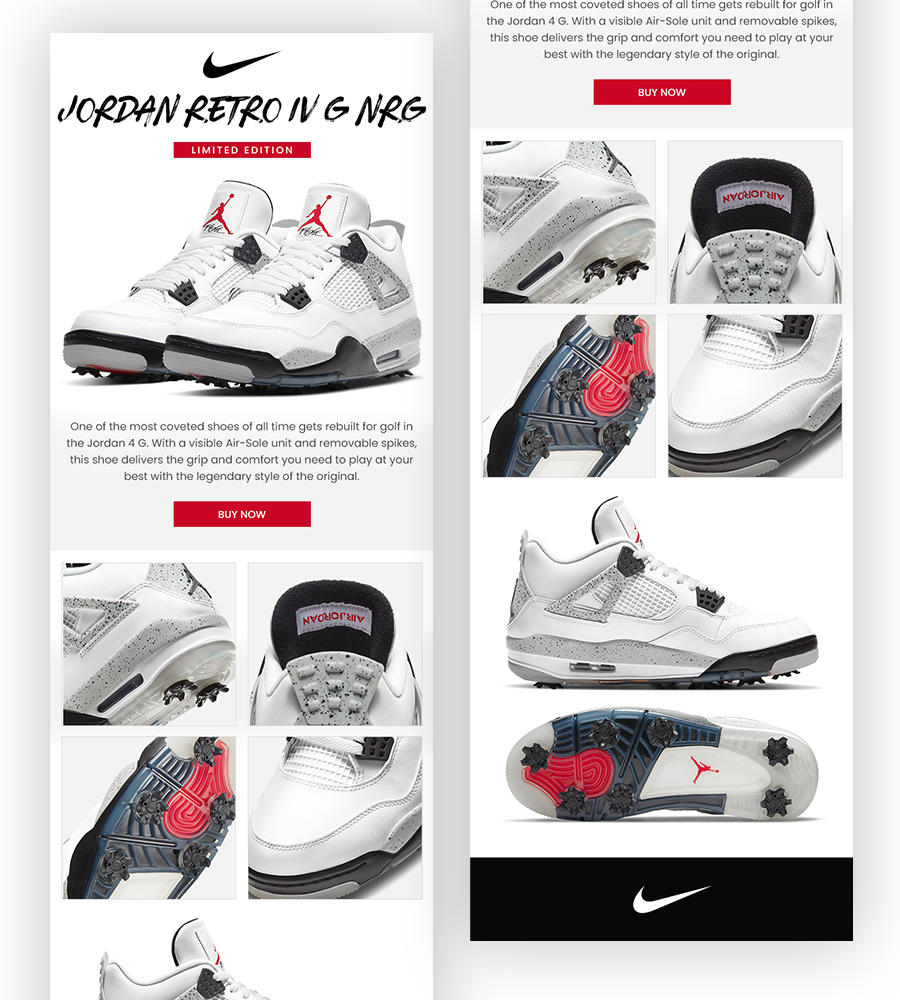 JORDAN RETRO IV G NRG
LIMITED EDITION
Flight
One of the most coveted shoes of all time gets rebuilt for golf in
the Jordan 4 G. With a visible Air-Sole unit and removable spikes,
this shoe delivers the grip and comfort you need to play at your
best with the legendary style of the original.
BUY NOW
AIR JORDAN
One of the most coveted shoes of all time gets rebuilt for golf in
the Jordan 4 G. With a visible Air-Sole unit and removable spikes,
this shoe delivers the grip and comfort you need to play at your
best with the legendary style of the original.
BUY NOW
AIR JORDAN